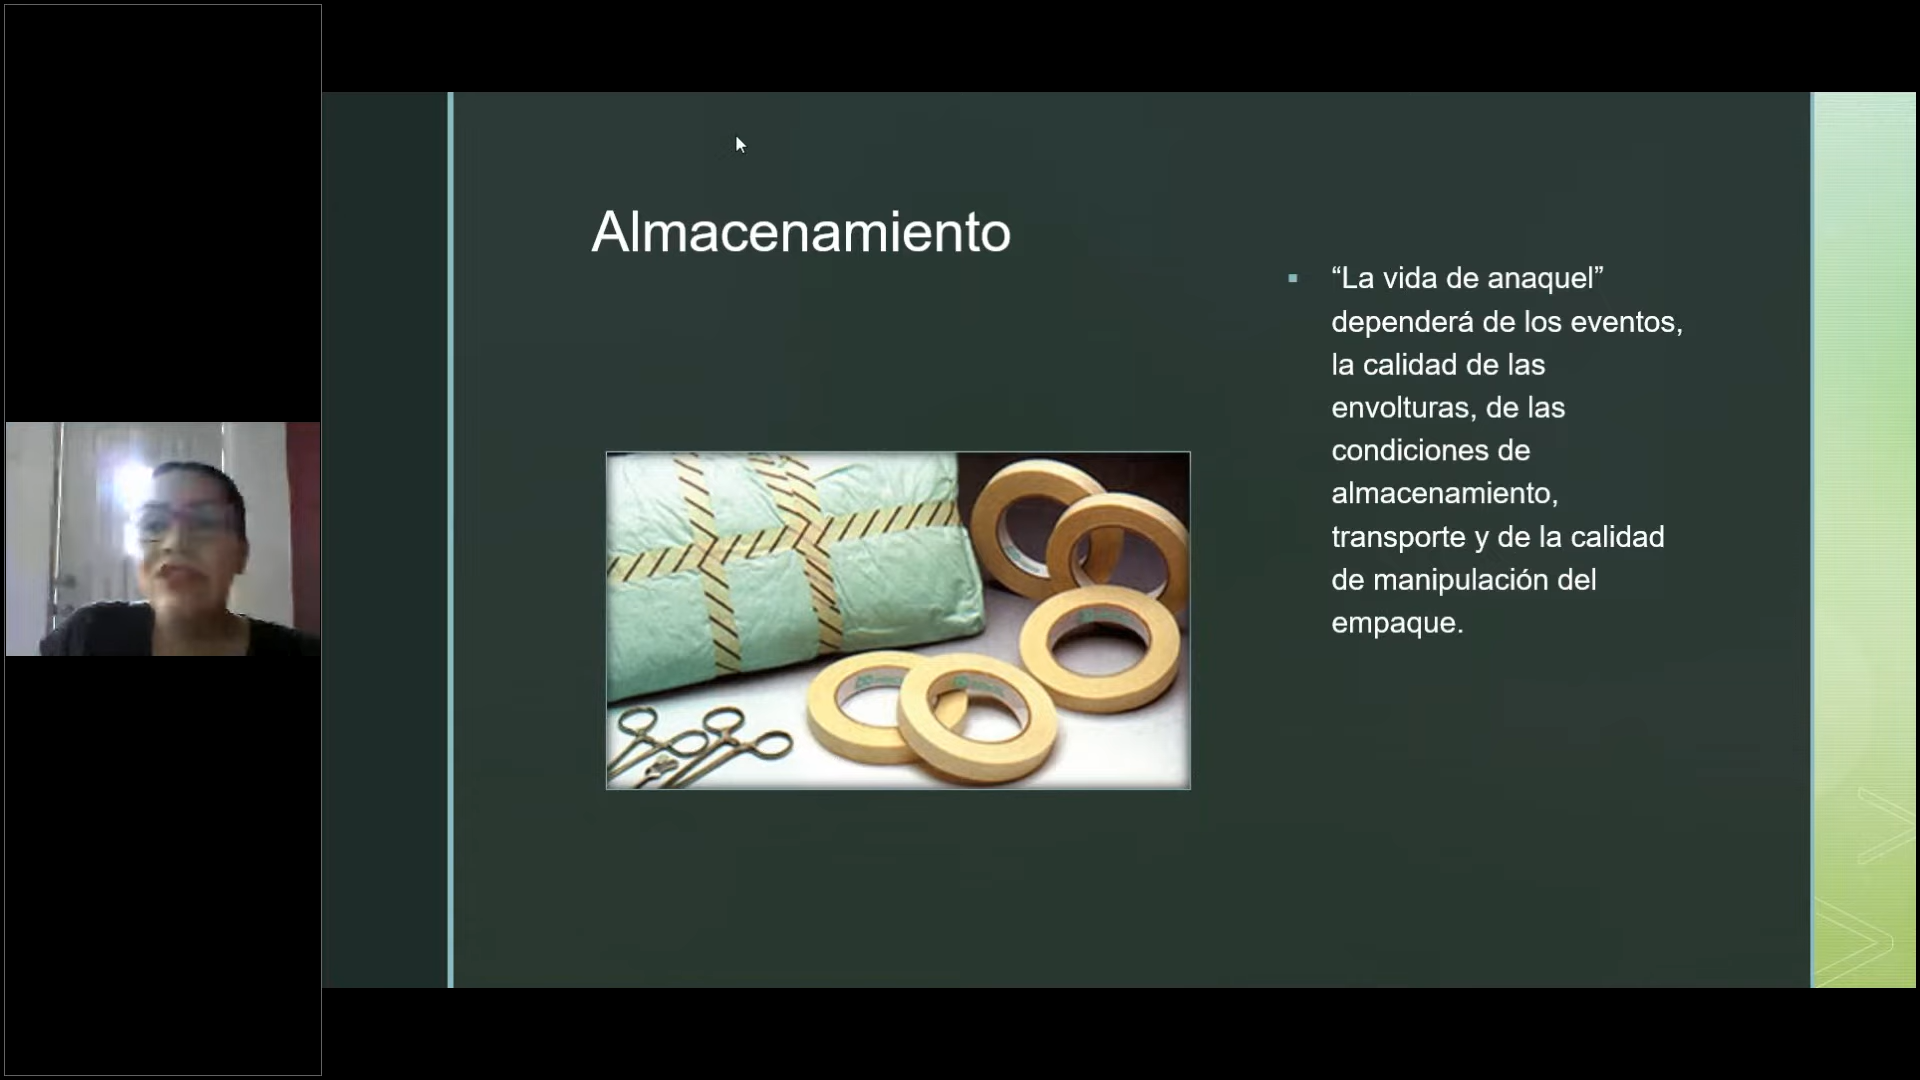 Almacenamiento
“La vida de anaquel”
dependerá de los eventos,
la calidad de las
envolturas, de las
condiciones de
almacenamiento,
transporte y de la calidad
de manipulación del
empaque.